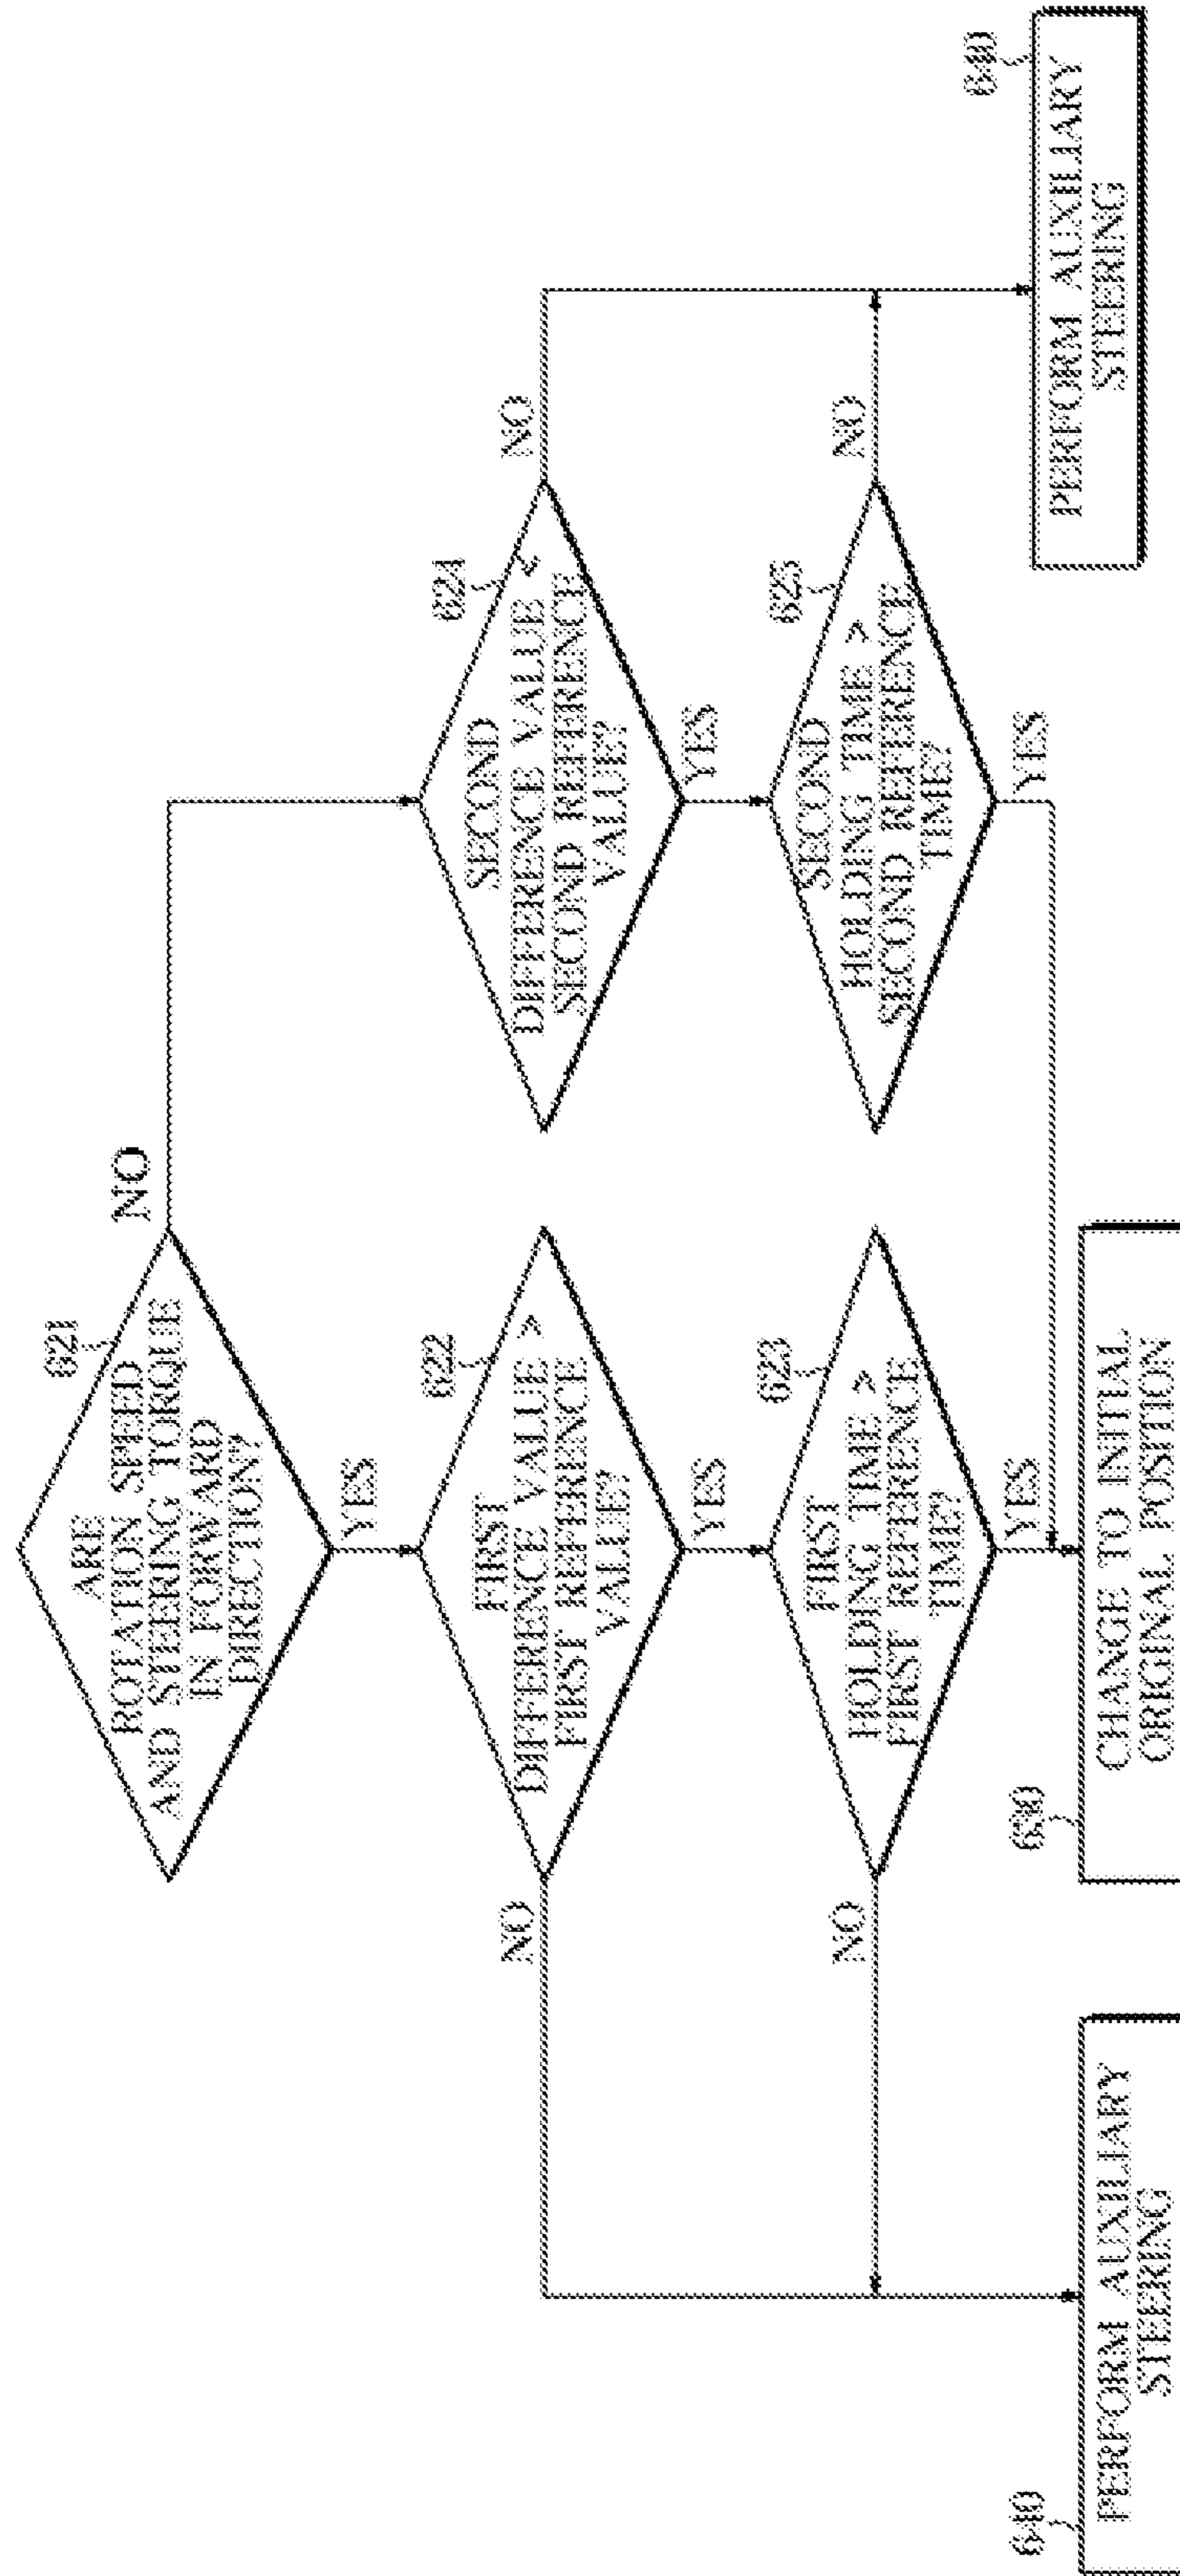 621
ARE
ROTATION SPEED
AND STEERING TORQUE
IN FORWARD
DIRECTION?
NO
YES
622
FIRST
DIFFERENCE VALUE >
FIRST REFERENCE
VALUE?
NO
YES
624
SECOND
DIFFERENCE VALUE <
SECOND REFERENCE
VALUE?
NO
YES
623
FIRST
HOLDING TIME >
FIRST REFERENCE
TIME?
NO
YES
625
SECOND
HOLDING TIME >
SECOND REFERENCE
TIME?
NO
YES
640
PERFORM AUXILIARY
STEERING
630
CHANGE TO INITIAL
ORIGINAL POSITION
640
PERFORM AUXILIARY
STEERING